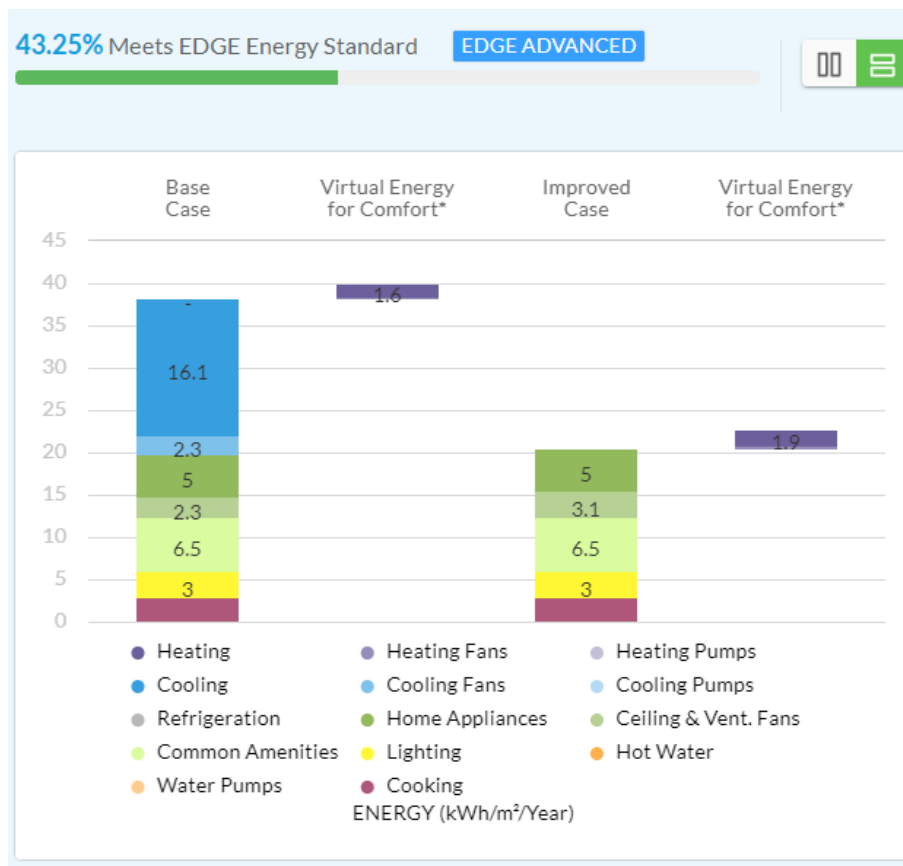 43.25% Meets EDGE Energy Standard EDGE ADVANCED
Base Virtual Energy Improved Virtual Energy
Case for Comfort* Case for Comfort*
45
40
1.6
-
35
16.1
30
25
2.3
1.9
20
5
5
15
2.3
3.1
10
6.5
6.5
5
3
3
0
Heating Heating Fans Heating Pumps
Cooling Cooling Fans Cooling Pumps
Refrigeration Home Appliances Ceiling & Vent. Fans
Common Amenities Lighting Hot Water
Water Pumps Cooking
ENERGY (kWh/m²/Year)